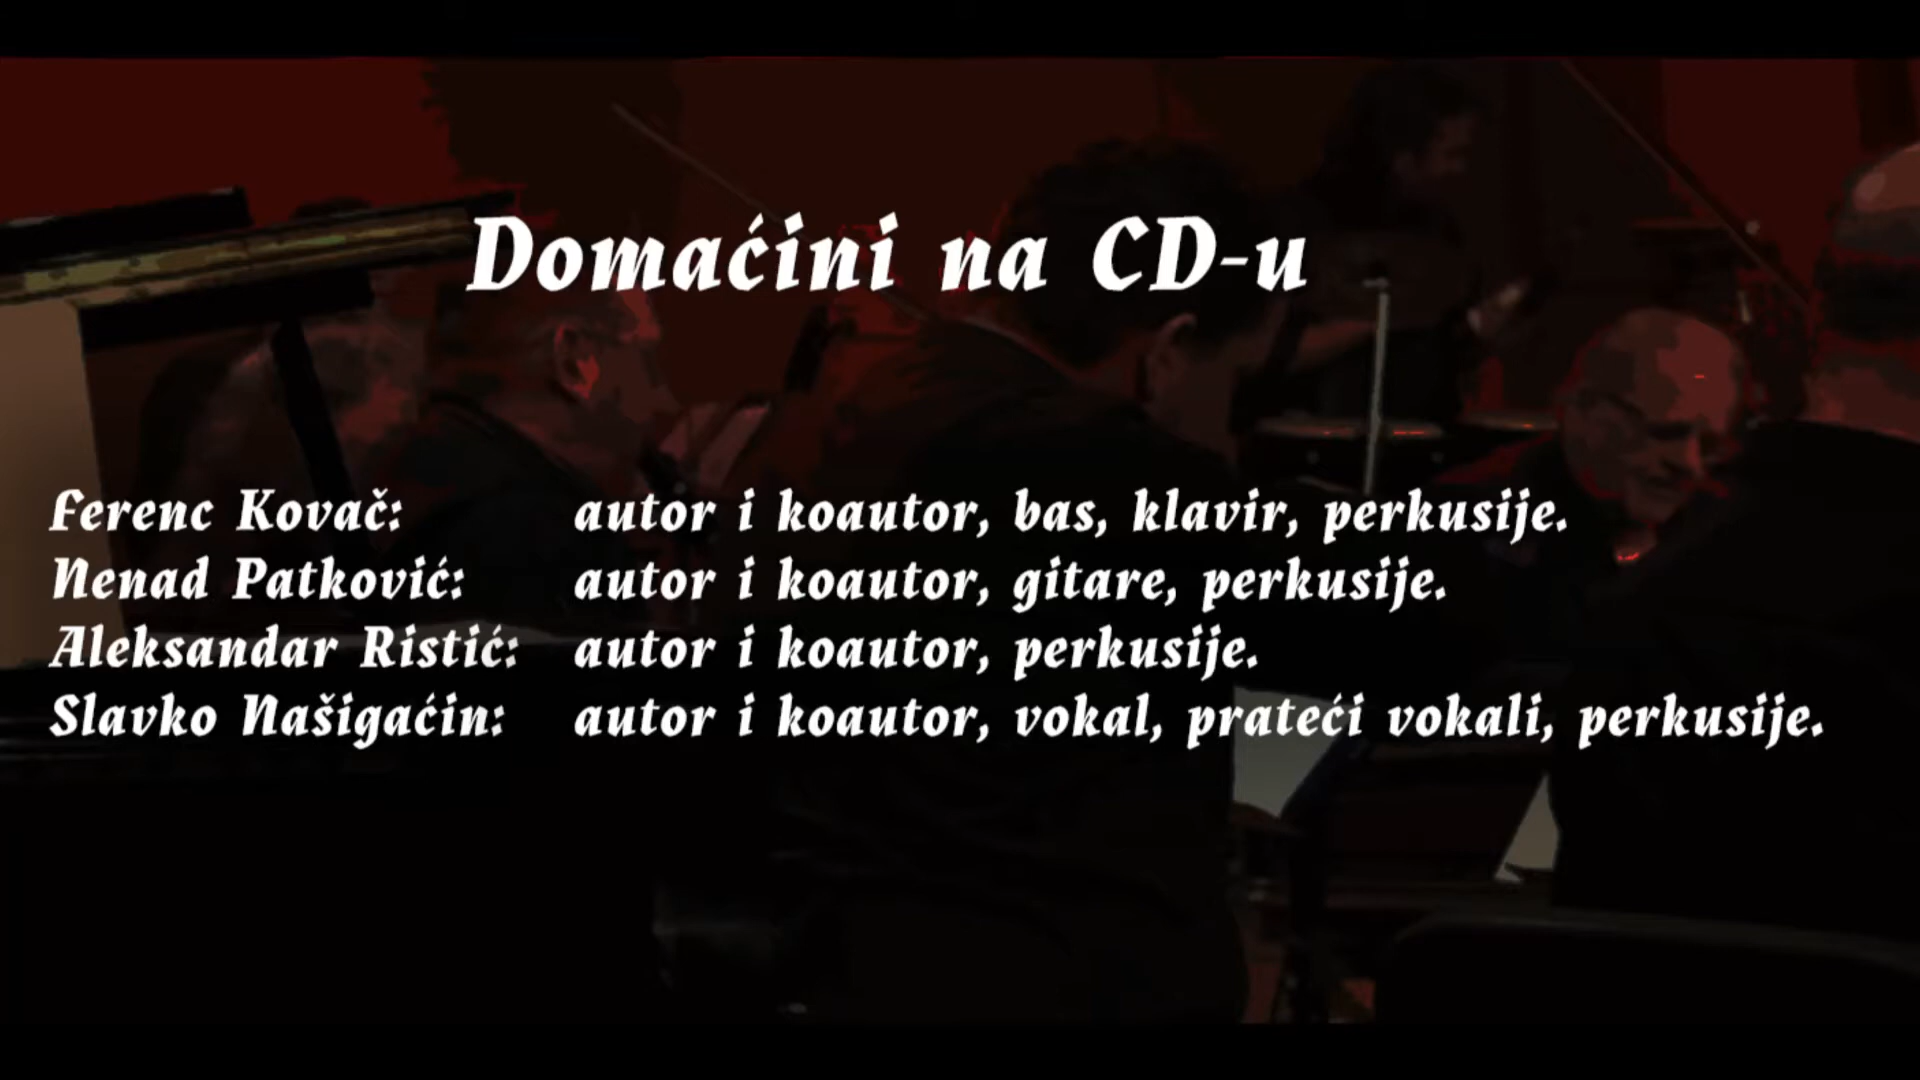 Domaćini na CD-u
Ferenc Kovač: autor i koautor, bas, klavir, perkusije.
Nenad Patković: autor i koautor, gitare, perkusije.
Aleksandar Ristić: autor i koautor, perkusije.
Slavko Našigaćin: autor i koautor, vokal, prateći vokali, perkusije.